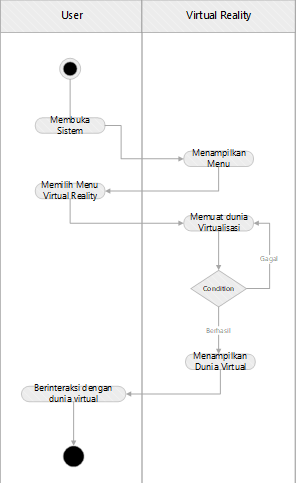 User
Virtual Reality
Membuka
Sistem
Menampilkan
Menu
Memilih Menu
Virtual Reality
Memuat dunia
Virtualisasi
Gagal
Condition
Berhasil
Menampilkan
Dunia Virtual
Berinteraksi dengan
dunia virtual